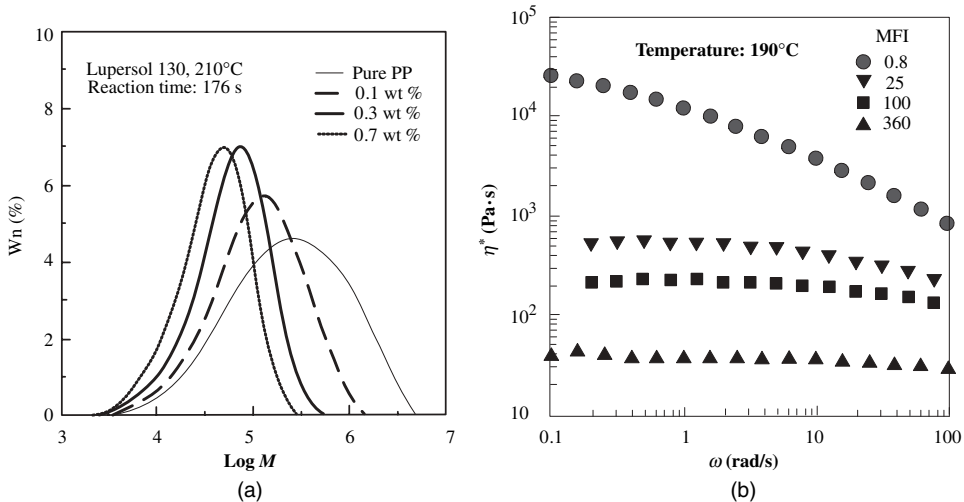 10
8
6
4
2
0
Wn (%)
Lupersol 130, 210°C
Reaction time: 176 s
Pure PP
0.1 wt %
0.3 wt %
0.7 wt %
3
4
5
6
7
Log M
(a)
10⁵
10⁴
10³
10²
10
η* (Pa·s)
Temperature: 190°C
MFI
0.8
25
100
360
0.1
1
10
100
ω (rad/s)
(b)